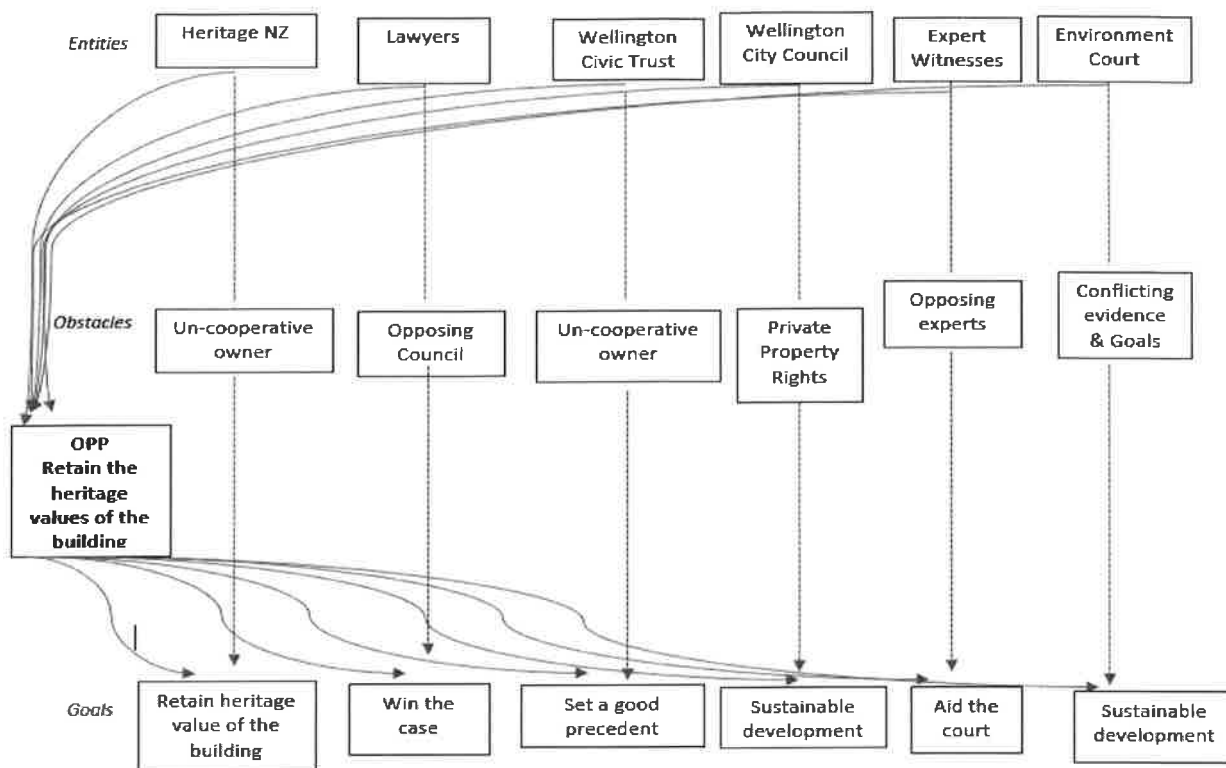 Entities
Heritage NZ
Lawyers
Wellington
Civic Trust
Wellington
City Council
Expert
Witnesses
Environment
Court
Obstacles
Un-cooperative
owner
Opposing
Council
Un-cooperative
owner
Private
Property
Rights
Opposing
experts
Conflicting
evidence
& Goals
OPP
Retain the
heritage
values of the
building
Goals
Retain heritage
value of the
building
Win the
case
Set a good
precedent
Sustainable
development
Aid the
court
Sustainable
development